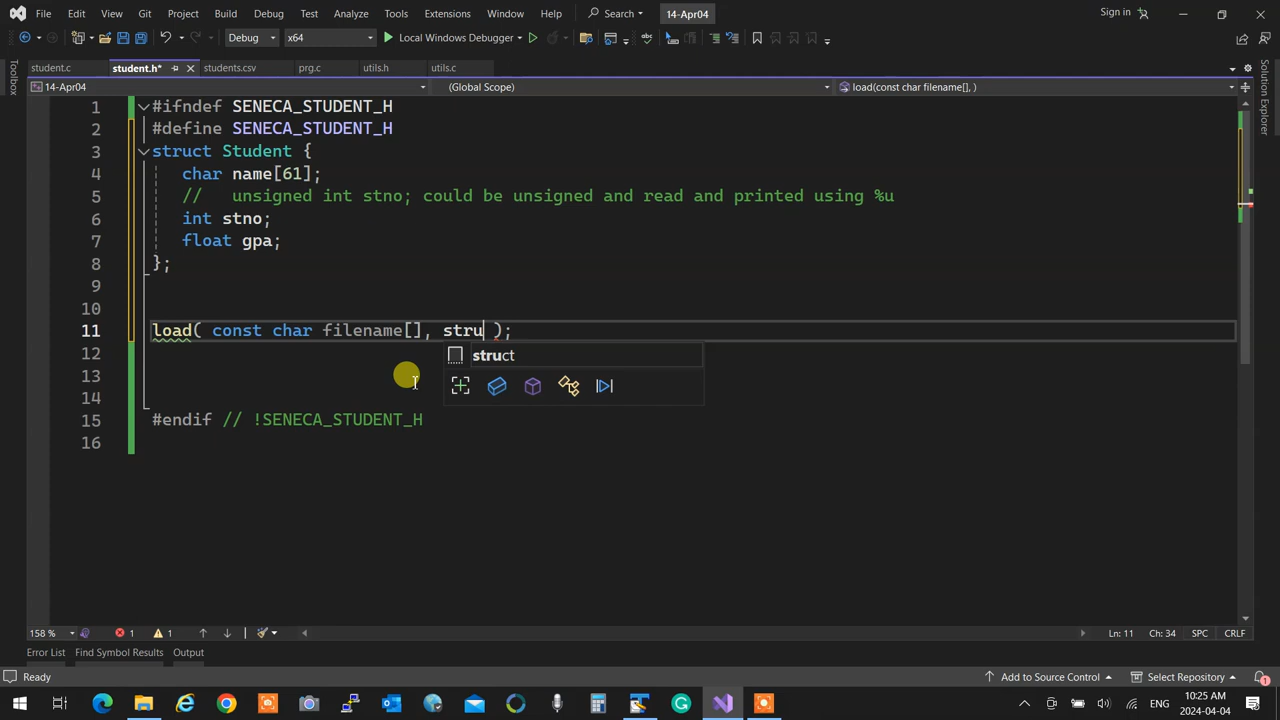 File Edit View Git Project Build Debug Test Analyze Tools Extensions Window Help Search 14-Apr04 Sign in
Debug x64 Local Windows Debugger
student.c student.h* students.csv prg.c utils.h utils.c
14-Apr04 (Global Scope) load(const char filename[], )
Toolbox
Solution Explorer
1 #ifndef SENECA_STUDENT_H
2 #define SENECA_STUDENT_H
3 struct Student {
4 char name[61];
5 // unsigned int stno; could be unsigned and read and printed using %u
6 int stno;
7 float gpa;
8 };
9
10
11 load( const char filename[], stru );
struct
12
13
14
15 #endif // !SENECA_STUDENT_H
16
158 % 1 1 Ln: 11 Ch: 34 SPC CRLF
Error List Find Symbol Results Output
Ready Add to Source Control Select Repository 1
10:25 AM
ENG 2024-04-04